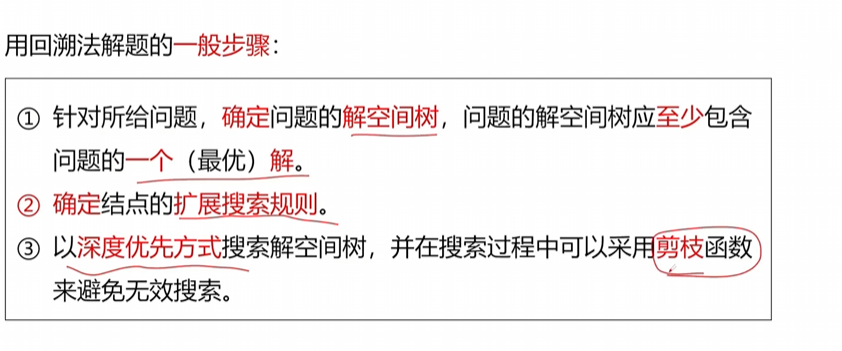 用回溯法解题的一般步骤：
① 针对所给问题，确定问题的解空间树，问题的解空间树应至少包含
问题的一个（最优）解。
② 确定结点的扩展搜索规则。
③ 以深度优先方式搜索解空间树，并在搜索过程中可以采用剪枝函数
来避免无效搜索。